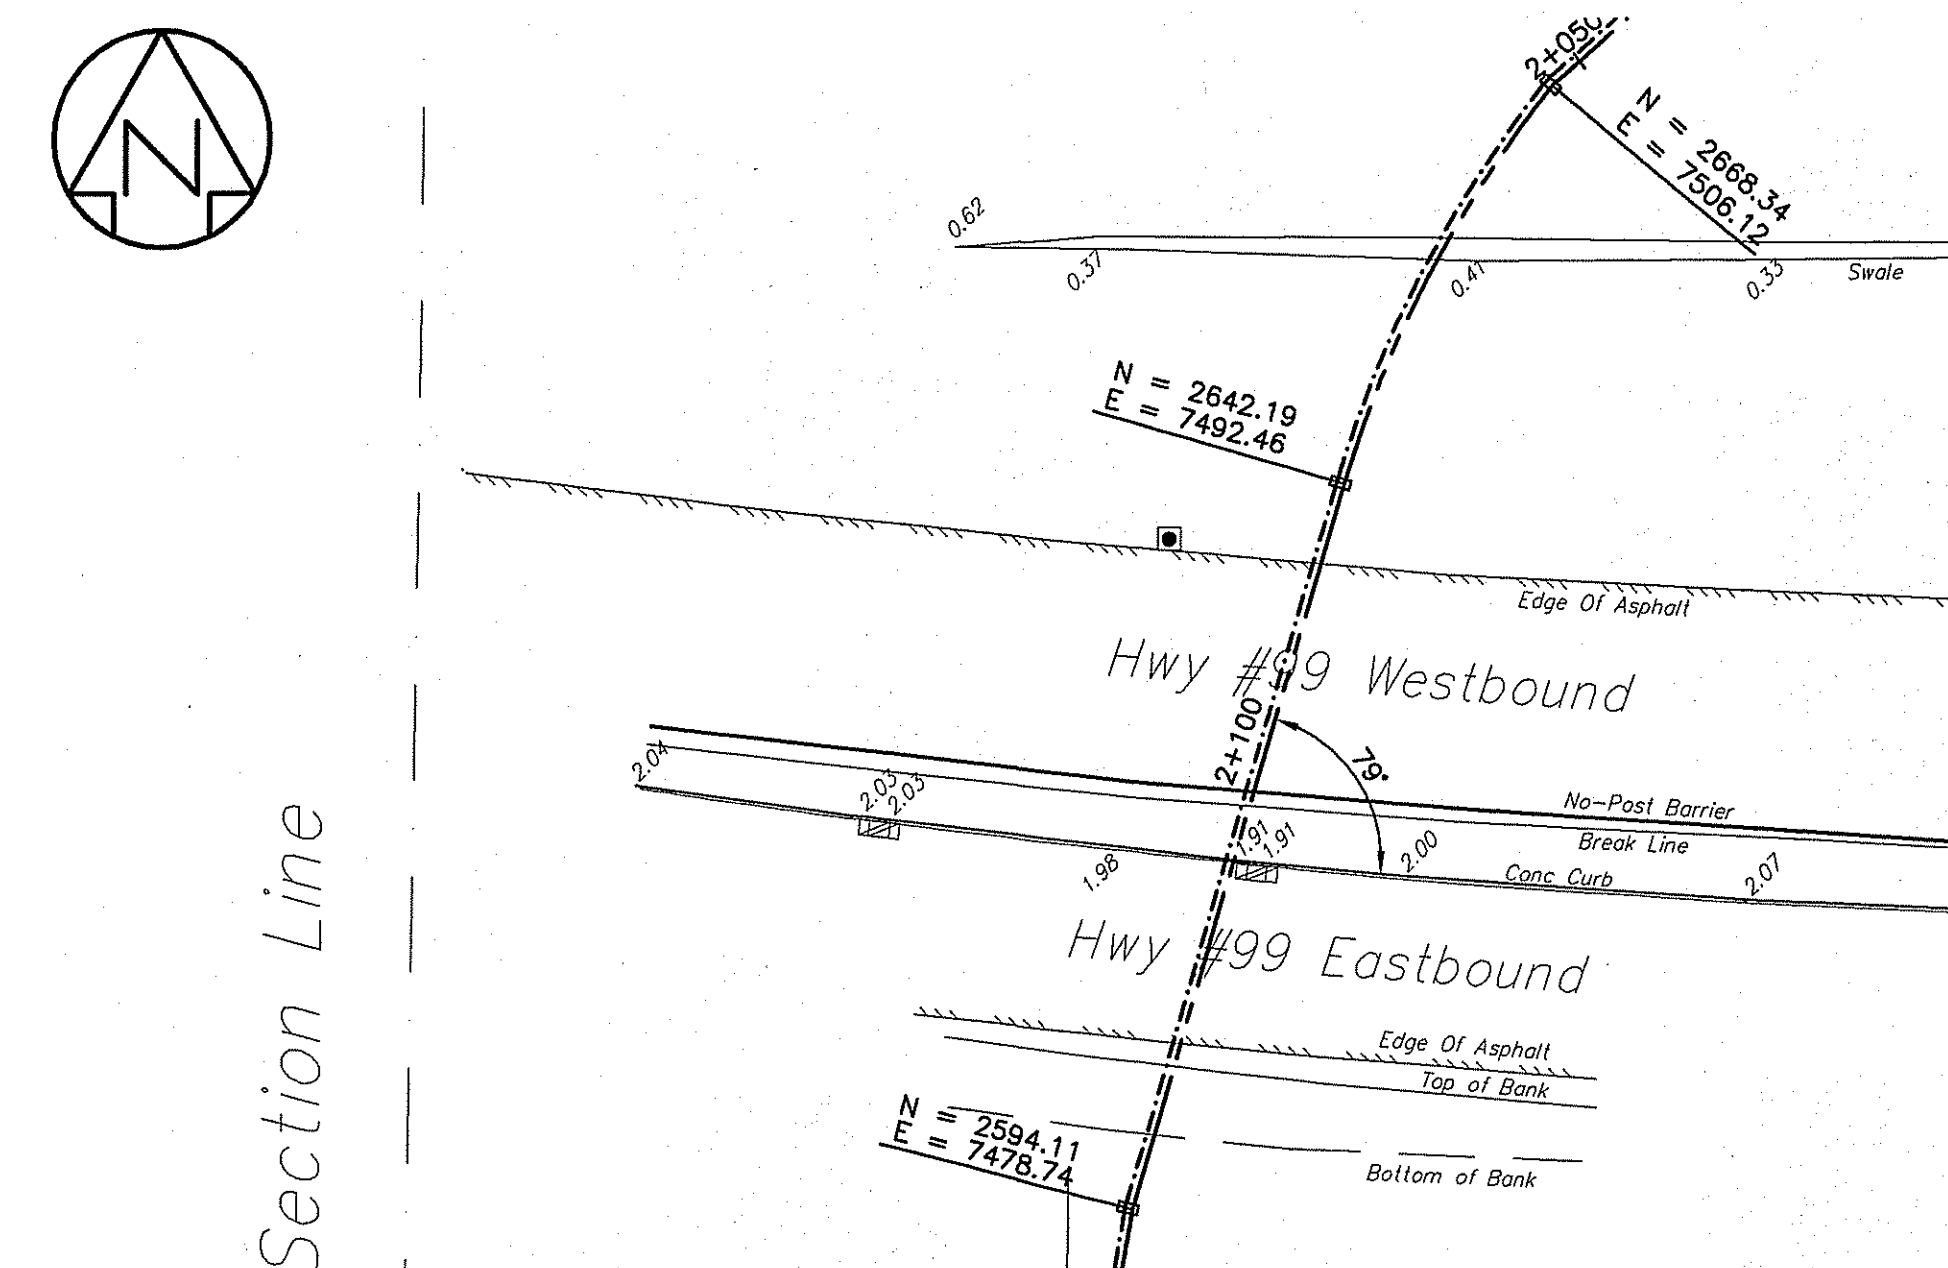 N
2+050
N = 2668.34
E = 7506.12
0.62
0.37
0.41
0.33
Swale
N = 2642.19
E = 7492.46
Edge Of Asphalt
Hwy #99 Westbound
2+100
79°
2.04
2.03
2.03
No-Post Barrier
1.91
1.91
2.00
Break Line
1.98
Conc Curb
2.07
Hwy #99 Eastbound
Section Line
Edge Of Asphalt
Top of Bank
N = 2594.11
E = 7478.74
Bottom of Bank